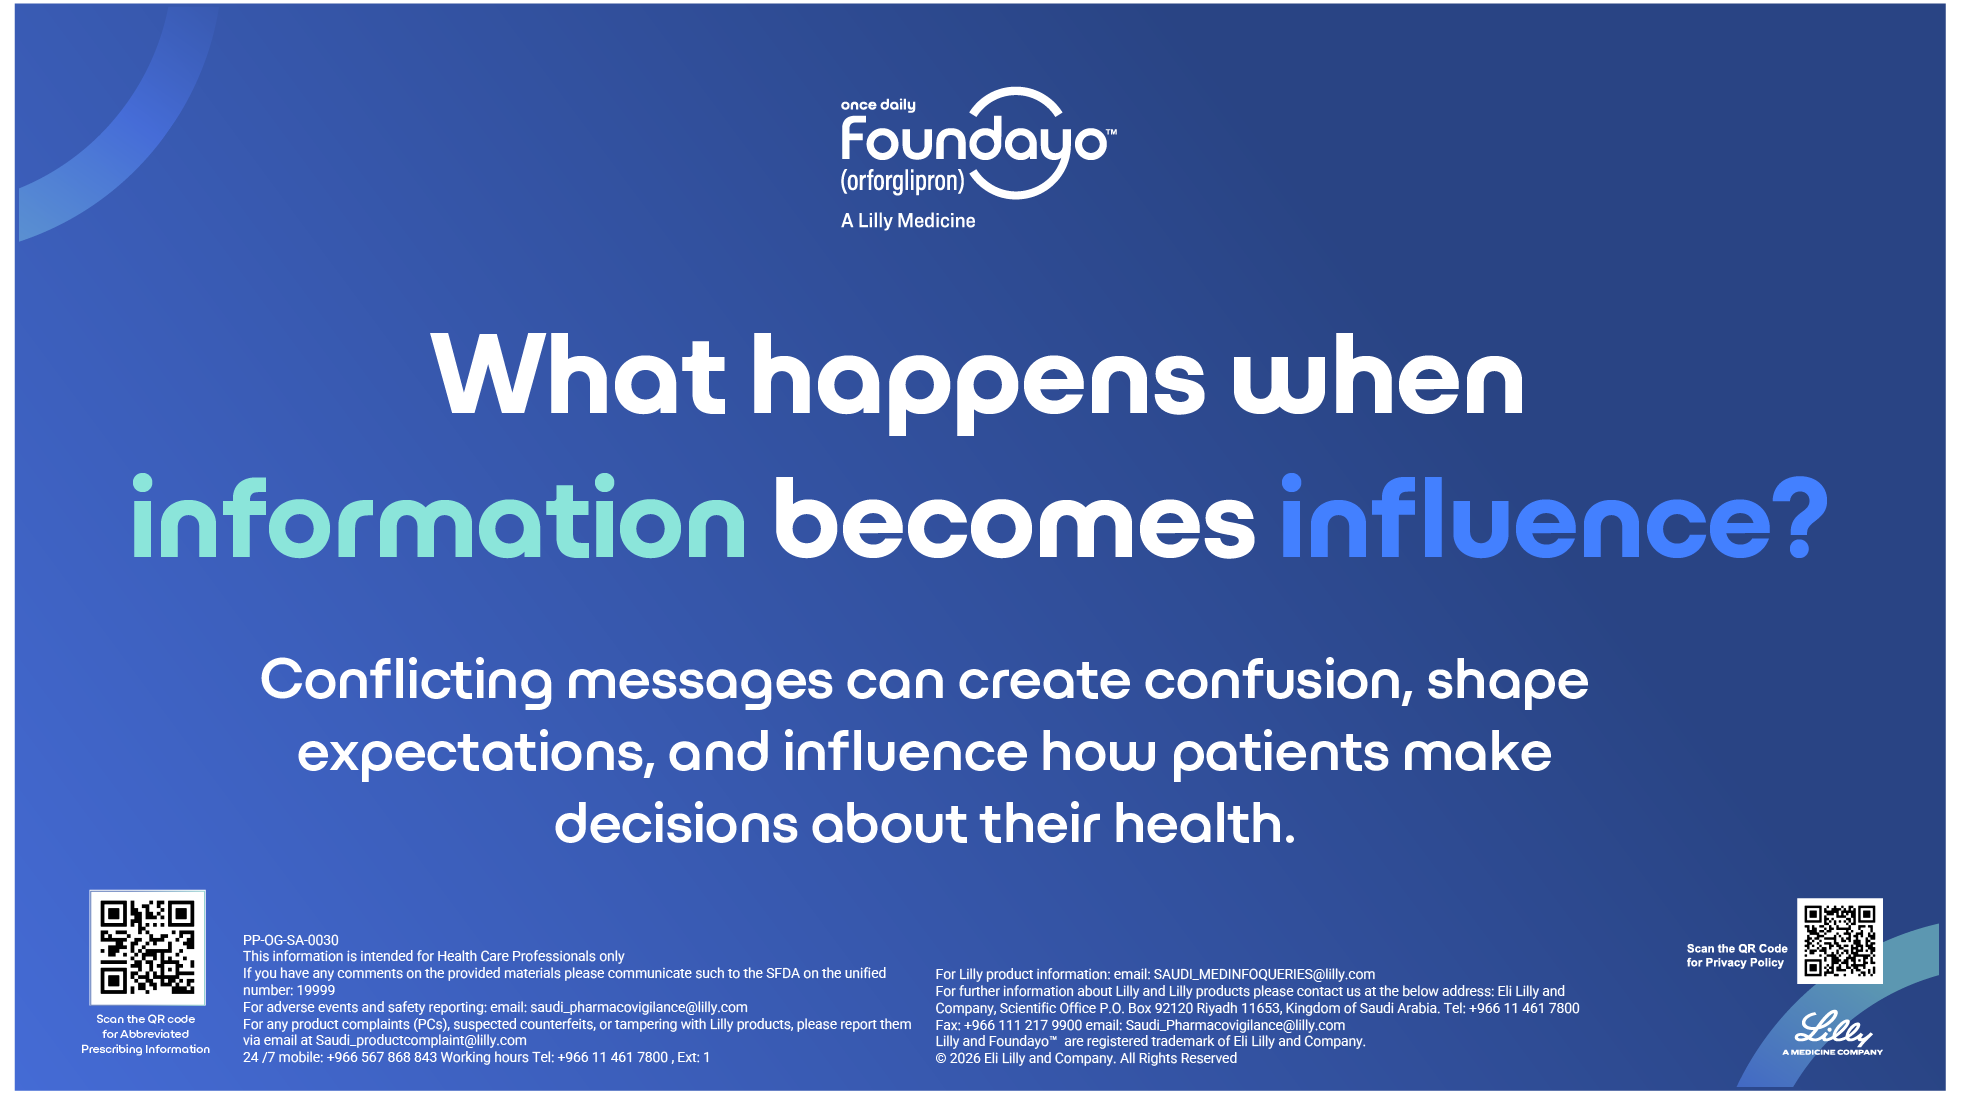 once daily
Foundayo™
(orforglipron)
A Lilly Medicine
What happens when
information becomes influence?
Conflicting messages can create confusion, shape
expectations, and influence how patients make
decisions about their health.
Scan the QR code
for Abbreviated
Prescribing Information
PP-OG-SA-0030
This information is intended for Health Care Professionals only
If you have any comments on the provided materials please communicate such to the SFDA on the unified
number: 19999
For adverse events and safety reporting: email: saudi_pharmacovigilance@lilly.com
For any product complaints (PCs), suspected counterfeits, or tampering with Lilly products, please report them
via email at Saudi_productcomplaint@lilly.com
24 /7 mobile: +966 567 868 843 Working hours Tel: +966 11 461 7800 , Ext: 1
For Lilly product information: email: SAUDI_MEDINFOQUERIES@lilly.com
For further information about Lilly and Lilly products please contact us at the below address: Eli Lilly and
Company, Scientific Office P.O. Box 92120 Riyadh 11653, Kingdom of Saudi Arabia. Tel: +966 11 461 7800
Fax: +966 111 217 9900 email: Saudi_Pharmacovigilance@lilly.com
Lilly and Foundayo™ are registered trademark of Eli Lilly and Company.
© 2026 Eli Lilly and Company. All Rights Reserved
Scan the QR Code
for Privacy Policy
Lilly
A MEDICINE COMPANY